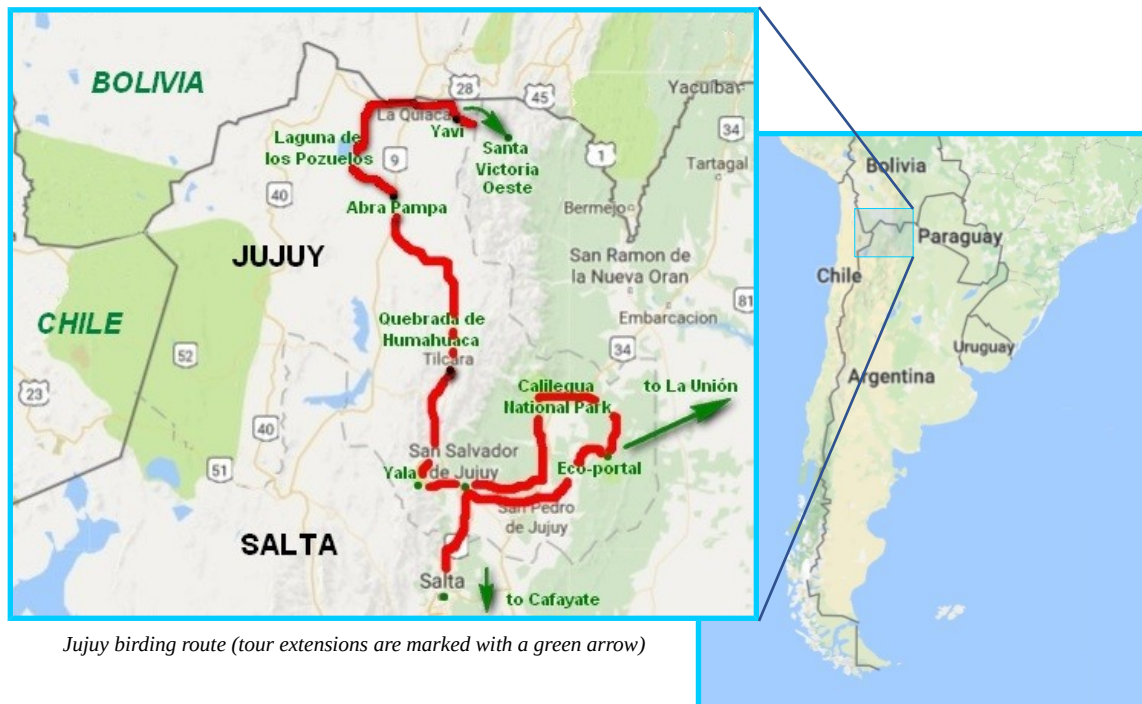 BOLIVIA
28
45
Yacuíbar
La Quiaca
Yavi
34
Laguna de
los Pozuelos
9
Santa
Victoria
Oeste
1
Tartagal
40
Abra Pampa
Bermejo
JUJUY
San Ramon de
la Nueva Oran
81
CHILE
Quebrada de
Humahuaca
Embarcacion
Tilcara
52
34
23
Calilegua
National Park
to La Unión
40
San Salvador
de Jujuy
51
Yala
Eco-portal
San Pedro
de Jujuy
SALTA
Salta
to Cafayate
Jujuy birding route (tour extensions are marked with a green arrow)
Bolivia
Paraguay
Chile
Uruguay
Argentina